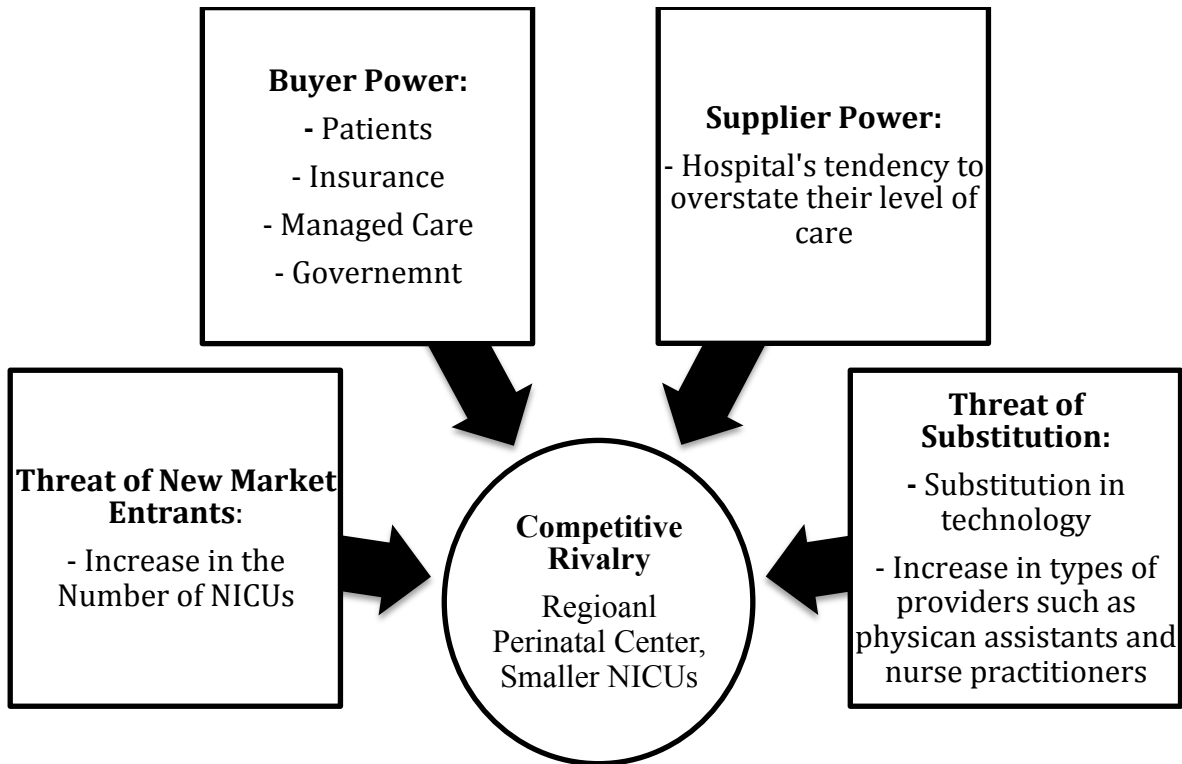 Buyer Power:
- Patients
- Insurance
- Managed Care
- Governemnt
Supplier Power:
- Hospital's tendency to
overstate their level of
care
Threat of New Market
Entrants:
- Increase in the
Number of NICUs
Competitive
Rivalry
Regioanl
Perinatal Center,
Smaller NICUs
Threat of
Substitution:
- Substitution in
technology
- Increase in types of
providers such as
physican assistants and
nurse practitioners